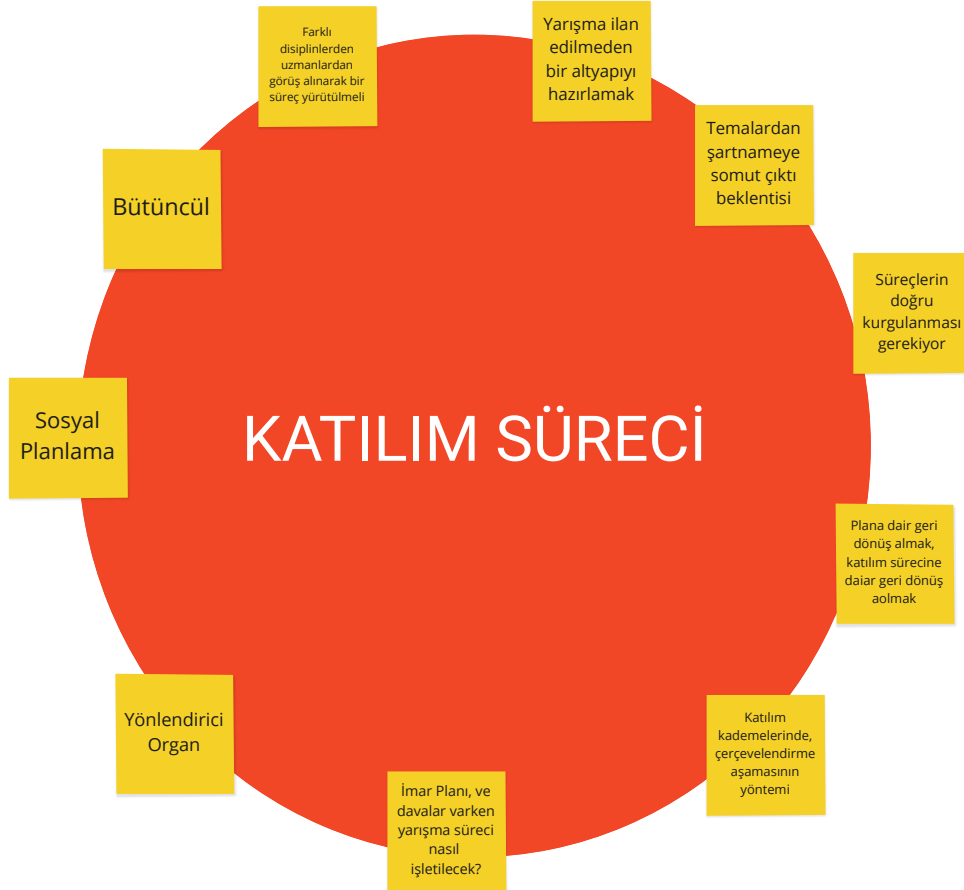 Farklı
disiplinlerden
uzmanlardan
görüş alınarak bir
süreç yürütülmeli
Yarışma ilan
edilmeden
bir altyapıyı
hazırlamak
Temalardan
şartnameye
somut çıktı
beklentisi
Bütüncül
Süreçlerin
doğru
kurgulanması
gerekiyor
Sosyal
Planlama
KATILIM SÜRECİ
Plana dair geri
dönüş almak,
katılım sürecine
daiar geri dönüş
aolmak
Yönlendirici
Organ
Katılım
kademelerinde,
çerçevelendirme
aşamasının
yöntemi
İmar Planı, ve
davalar varken
yarışma süreci
nasıl
işletilecek?